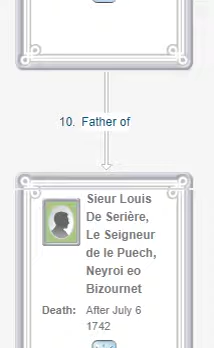 10. Father of
Sieur Louis
De Serière,
Le Seigneur
de le Puech,
Neyroi eo
Bizournet
Death: After July 6
1742